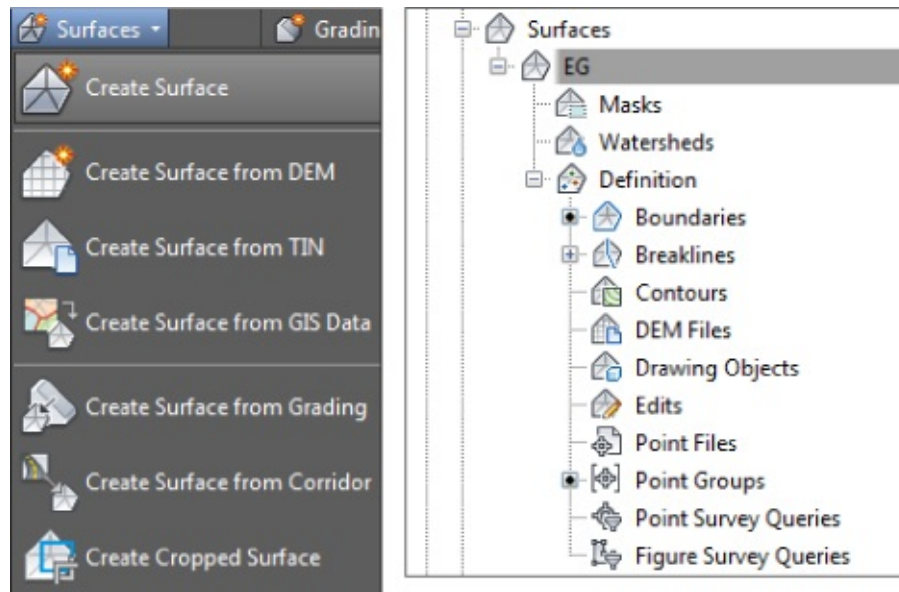 Surfaces
Gradin
Create Surface
Create Surface from DEM
Create Surface from TIN
Create Surface from GIS Data
Create Surface from Grading
Create Surface from Corridor
Create Cropped Surface
Surfaces
EG
Masks
Watersheds
Definition
Boundaries
Breaklines
Contours
DEM Files
Drawing Objects
Edits
Point Files
Point Groups
Point Survey Queries
Figure Survey Queries